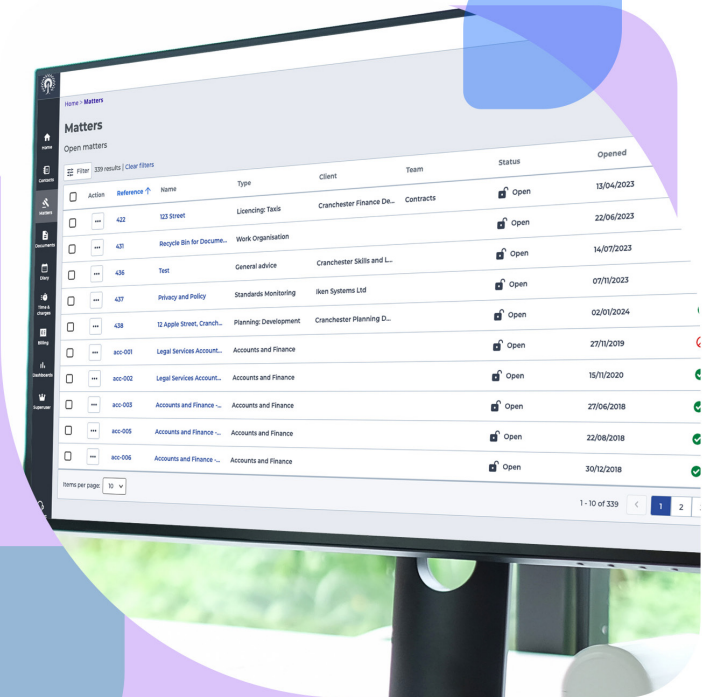 Home > Matters
Matters
Open matters
Filter 339 results | Clear filters
Action Reference ↑ Name Type Client Team Status Opened
... 422 123 Street Licencing: Taxis Cranchester Finance De... Contracts Open 13/04/2023
... 431 Recycle Bin for Docume... Work Organisation Open 22/06/2023
... 436 Test General advice Cranchester Skills and L... Open 14/07/2023
... 437 Privacy and Policy Standards Monitoring Iken Systems Ltd Open 07/11/2023
... 438 12 Apple Street, Cranch... Planning: Development Cranchester Planning D... Open 02/01/2024
... acc-001 Legal Services Account... Accounts and Finance Open 27/11/2019
... acc-002 Legal Services Account... Accounts and Finance Open 15/11/2020
... acc-003 Accounts and Finance -... Accounts and Finance Open 27/06/2018
... acc-005 Accounts and Finance -... Accounts and Finance Open 22/08/2018
... acc-006 Accounts and Finance -... Accounts and Finance Open 30/12/2018
Items per page: 10
1 - 10 of 339 < 1 2
Home
Contacts
Matters
Documents
Diary
Time &
charges
Billing
Dashboards
Superuser